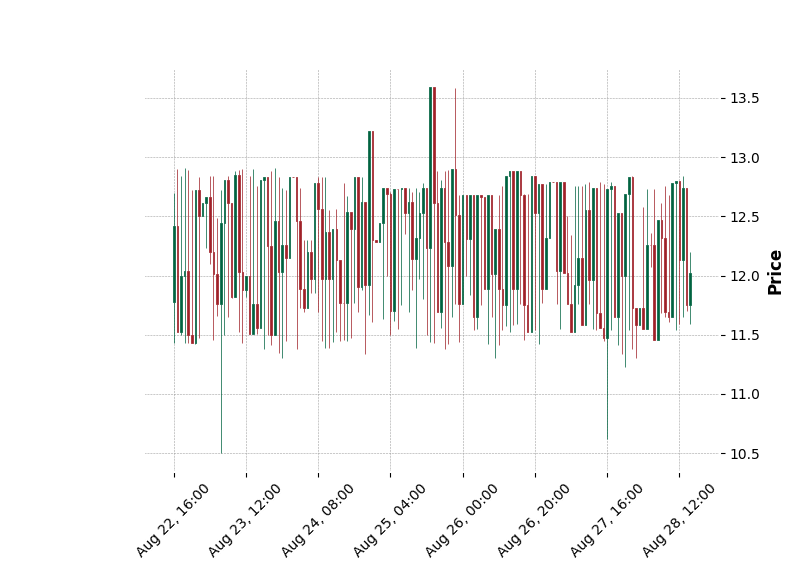 13.5
13.0
12.5
12.0
11.5
11.0
10.5
Price
Aug 22, 16:00
Aug 23, 12:00
Aug 24, 08:00
Aug 25, 04:00
Aug 26, 00:00
Aug 26, 20:00
Aug 27, 16:00
Aug 28, 12:00